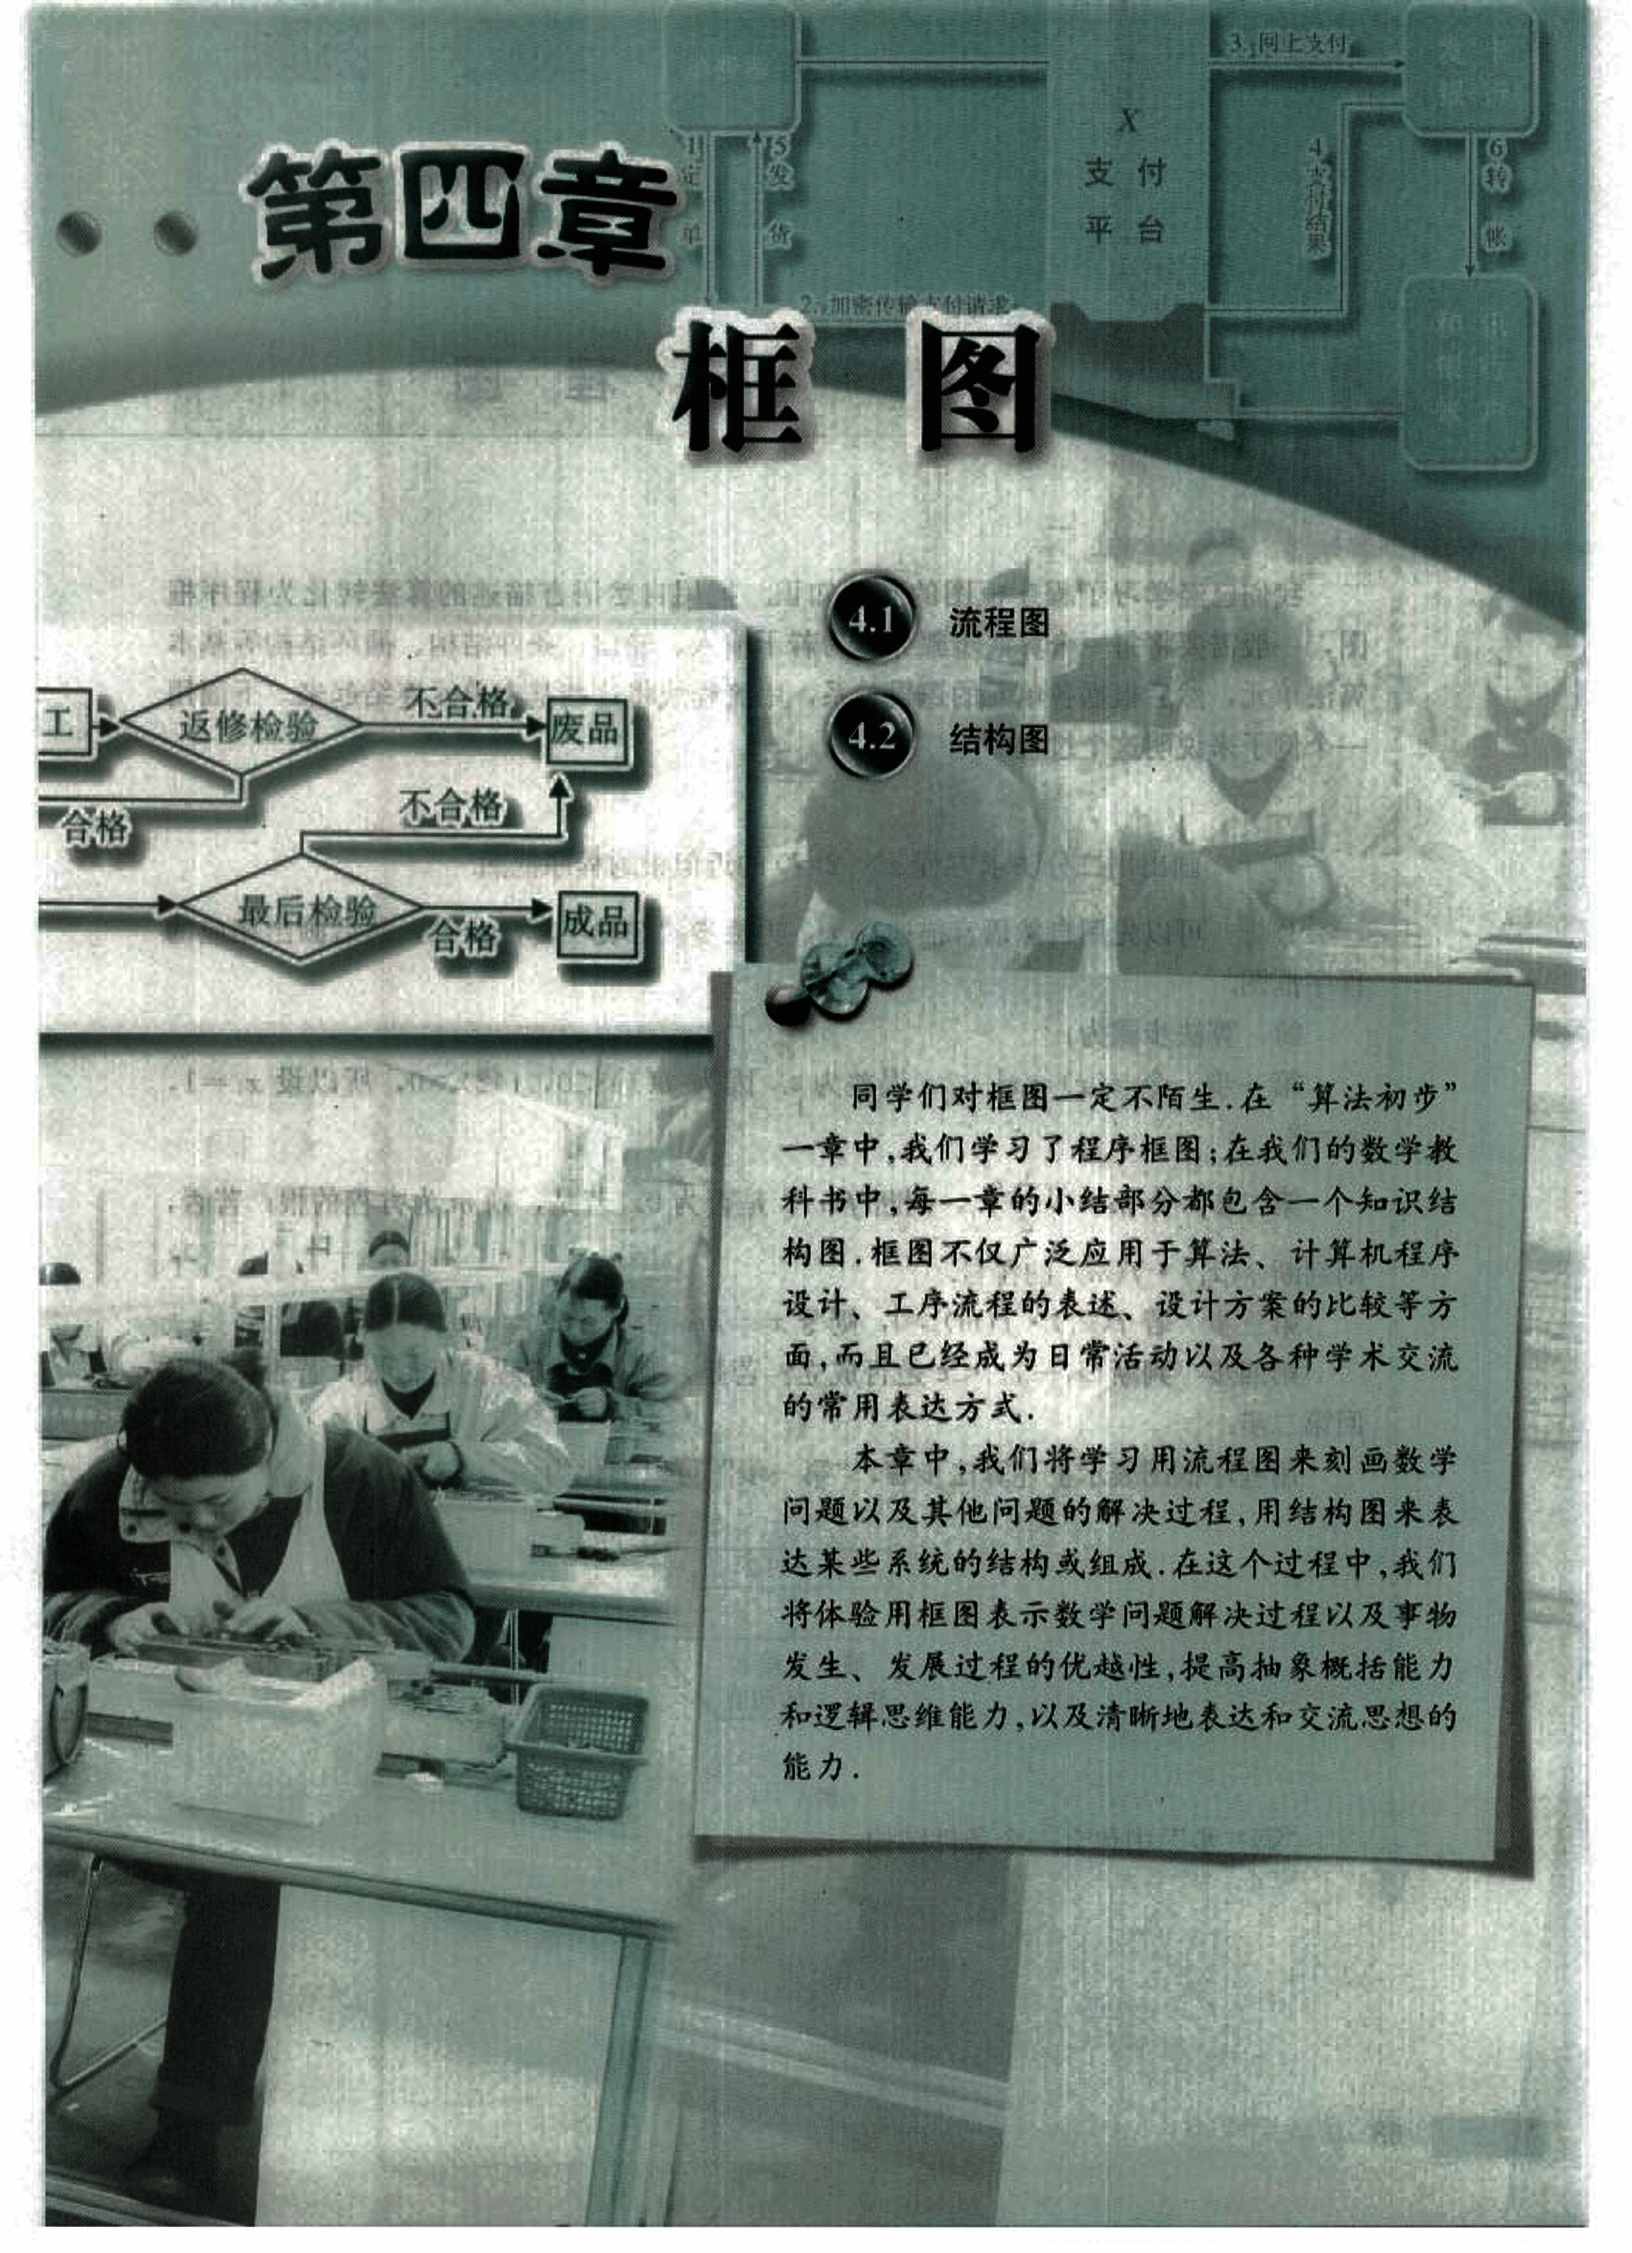 3. 网上支付
X
支 付
平 台
1
定
单
5
发
货
4
支付结果
6
转
帐
2. 加密传输支付请求
第四章
框 图
4.1 流程图
4.2 结构图
工
返修检验
不合格
废品
合格
不合格
最后检验
合格
成品
同学们对框图一定不陌生.在“算法初步”
一章中,我们学习了程序框图;在我们的数学教
科书中,每一章的小结部分都包含一个知识结
构图.框图不仅广泛应用于算法、计算机程序
设计、工序流程的表述、设计方案的比较等方
面,而且已经成为日常活动以及各种学术交流
的常用表达方式.
本章中,我们将学习用流程图来刻画数学
问题以及其他问题的解决过程,用结构图来表
达某些系统的结构或组成.在这个过程中,我们
将体验用框图表示数学问题解决过程以及事物
发生、发展过程的优越性,提高抽象概括能力
和逻辑思维能力,以及清晰地表达和交流思想的
能力.